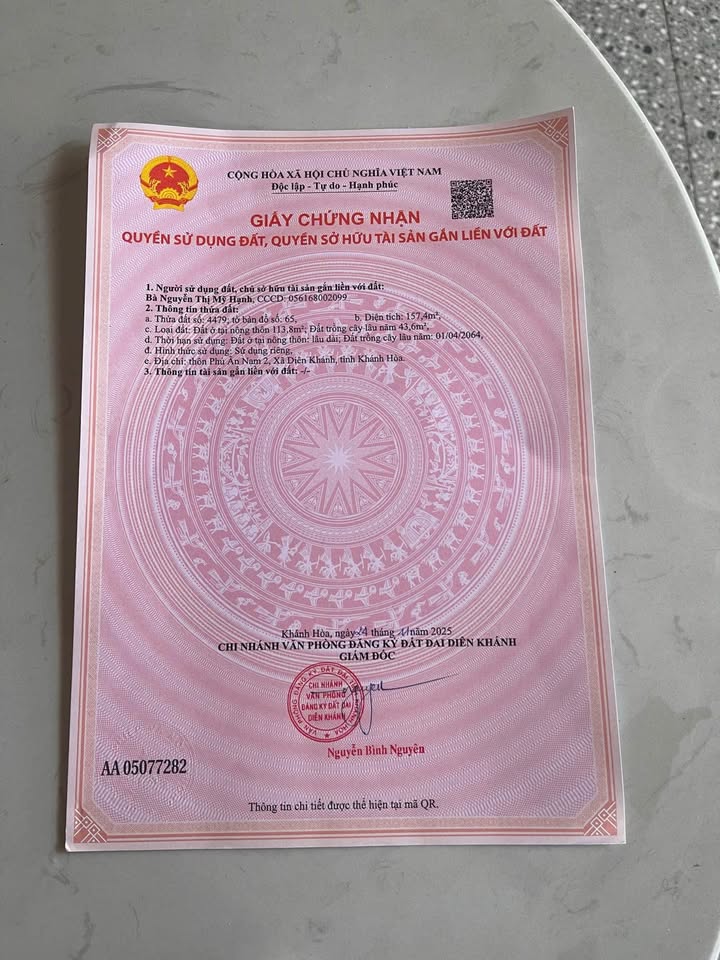 CỘNG HÒA XÃ HỘI CHỦ NGHĨA VIỆT NAM
Độc lập - Tự do - Hạnh phúc
GIẤY CHỨNG NHẬN
QUYỀN SỬ DỤNG ĐẤT, QUYỀN SỞ HỮU TÀI SẢN GẮN LIỀN VỚI ĐẤT
1. Người sử dụng đất, chủ sở hữu tài sản gắn liền với đất:
Bà Nguyễn Thị Mỹ Hạnh, CCCD: 056168002099
2. Thông tin thửa đất:
a. Thửa đất số: 4479, tờ bản đồ số: 65, b. Diện tích: 157,4m²,
c. Loại đất: Đất ở tại nông thôn 113,8m²; Đất trồng cây lâu năm 43,6m²,
d. Thời hạn sử dụng: Đất ở tại nông thôn: lâu dài; Đất trồng cây lâu năm: 01/04/2064,
đ. Hình thức sử dụng: Sử dụng riêng,
e. Địa chỉ: thôn Phú Ân Nam 2, Xã Diên Khánh, tỉnh Khánh Hòa.
3. Thông tin tài sản gắn liền với đất: -/-
Khánh Hòa, ngày tháng năm 2025
CHI NHÁNH VĂN PHÒNG ĐĂNG KÝ ĐẤT ĐAI DIÊN KHÁNH
GIÁM ĐỐC
CHI NHÁNH
VĂN PHÒNG
ĐĂNG KÝ ĐẤT ĐAI
DIÊN KHÁNH
Nguyễn Bình Nguyên
AA 05077282
Thông tin chi tiết được thể hiện tại mã QR.